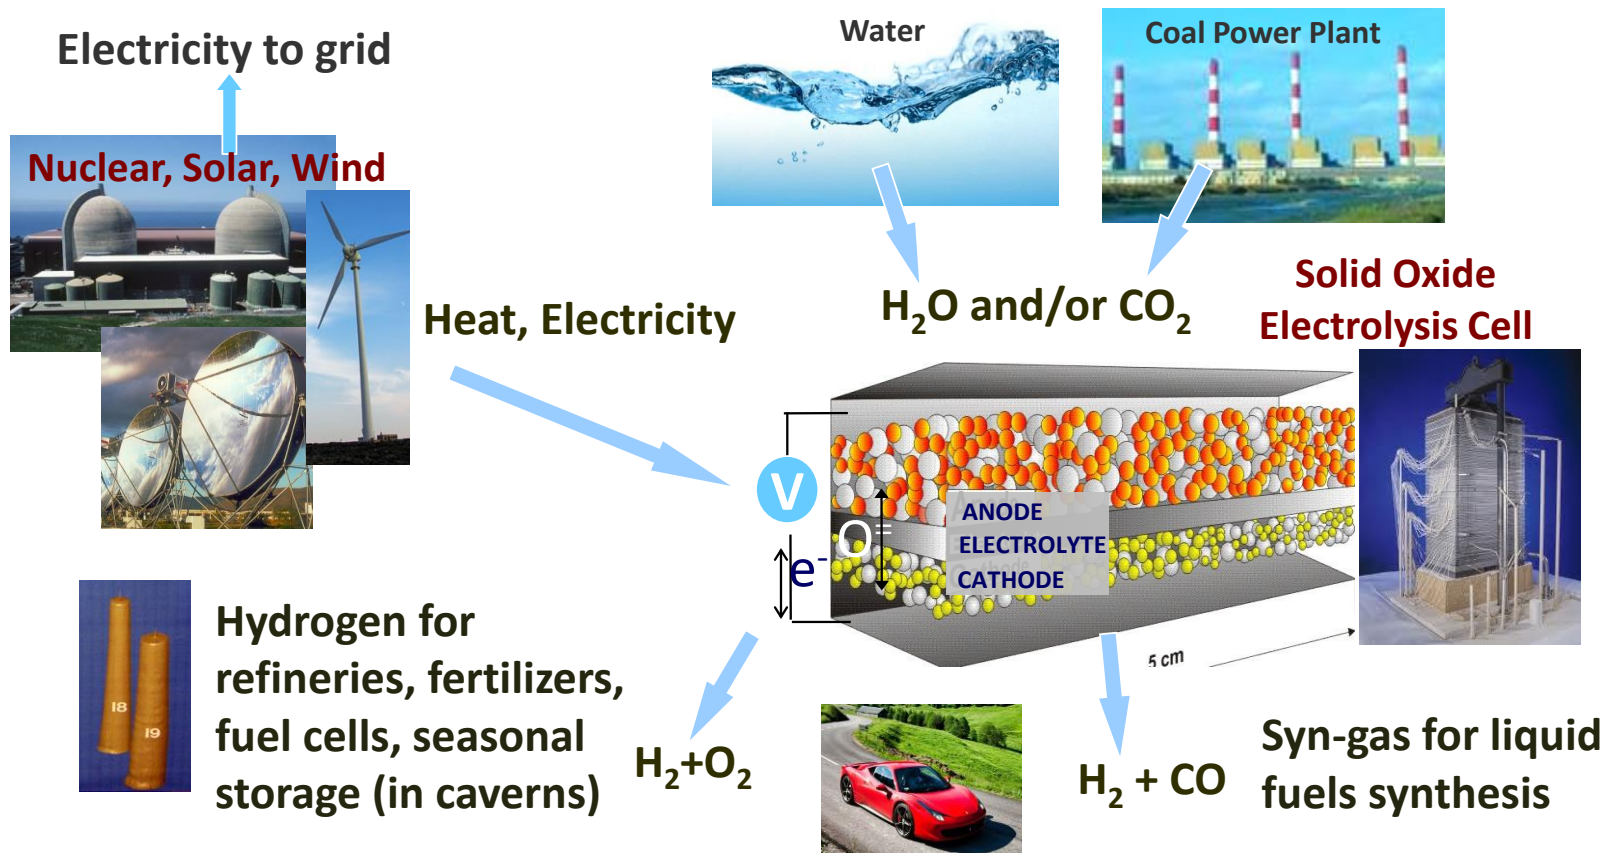 Electricity to grid
Nuclear, Solar, Wind
Heat, Electricity
Water
Coal Power Plant
H₂O and/or CO₂
Solid Oxide
Electrolysis Cell
V
e⁻
O⁼
ANODE
ELECTROLYTE
CATHODE
5 cm
18
19
Hydrogen for
refineries, fertilizers,
fuel cells, seasonal
storage (in caverns)
H₂+O₂
H₂ + CO
Syn-gas for liquid
fuels synthesis